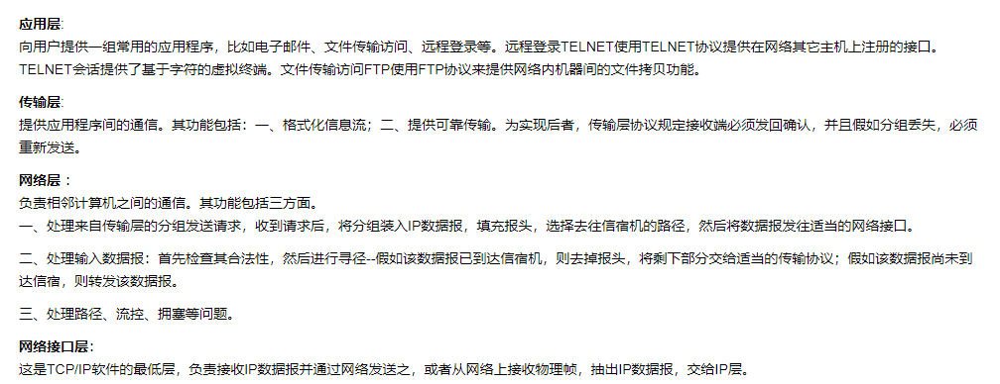 应用层:
向用户提供一组常用的应用程序，比如电子邮件、文件传输访问、远程登录等。远程登录TELNET使用TELNET协议提供在网络其它主机上注册的接口。
TELNET会话提供了基于字符的虚拟终端。文件传输访问FTP使用FTP协议来提供网络内机器间的文件拷贝功能。
传输层:
提供应用程序间的通信。其功能包括：一、格式化信息流；二、提供可靠传输。为实现后者，传输层协议规定接收端必须发回确认，并且假如分组丢失，必须
重新发送。
网络层 ：
负责相邻计算机之间的通信。其功能包括三方面。
一、处理来自传输层的分组发送请求，收到请求后，将分组装入IP数据报，填充报头，选择去往信宿机的路径，然后将数据报发往适当的网络接口。
二、处理输入数据报：首先检查其合法性，然后进行寻径--假如该数据报已到达信宿机，则去掉报头，将剩下部分交给适当的传输协议；假如该数据报尚未到
达信宿，则转发该数据报。
三、处理路径、流控、拥塞等问题。
网络接口层：
这是TCP/IP软件的最低层，负责接收IP数据报并通过网络发送之，或者从网络上接收物理帧，抽出IP数据报，交给IP层。